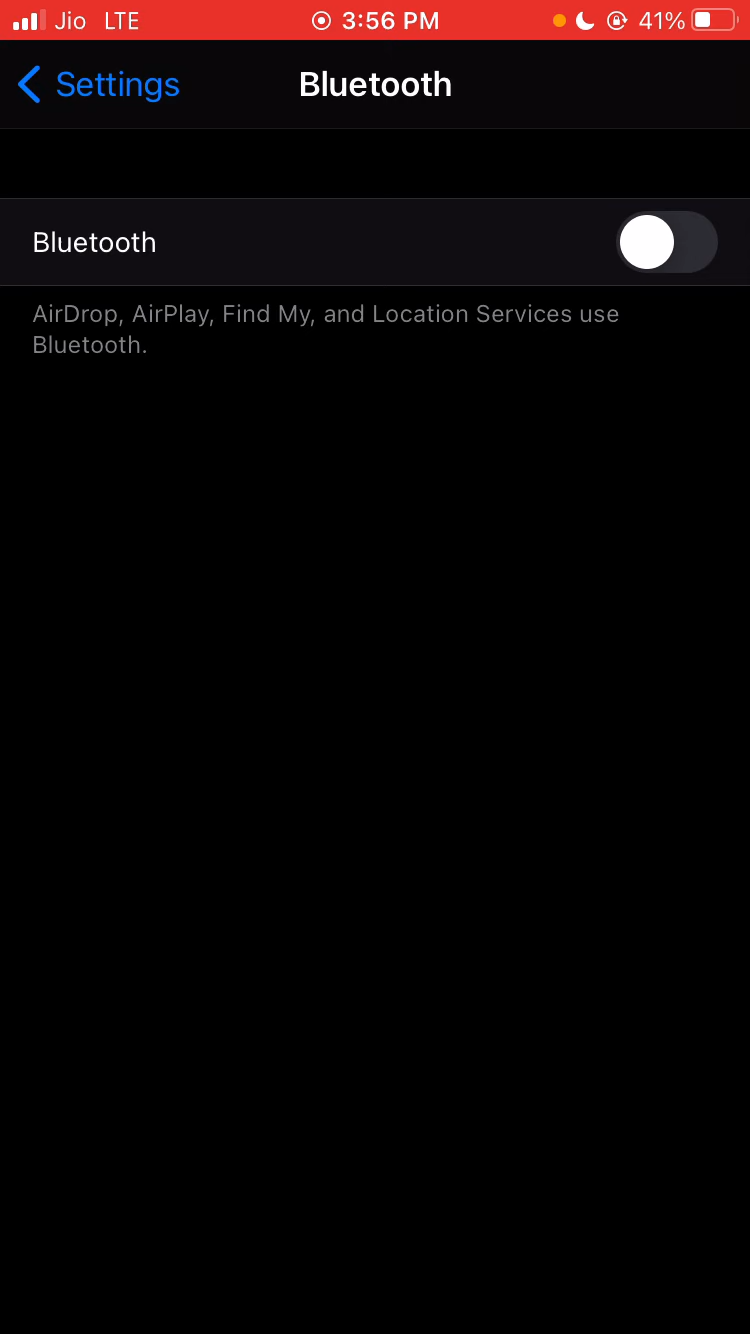 Jio LTE 3:56 PM 41%
Settings Bluetooth
Bluetooth
AirDrop, AirPlay, Find My, and Location Services use
Bluetooth.